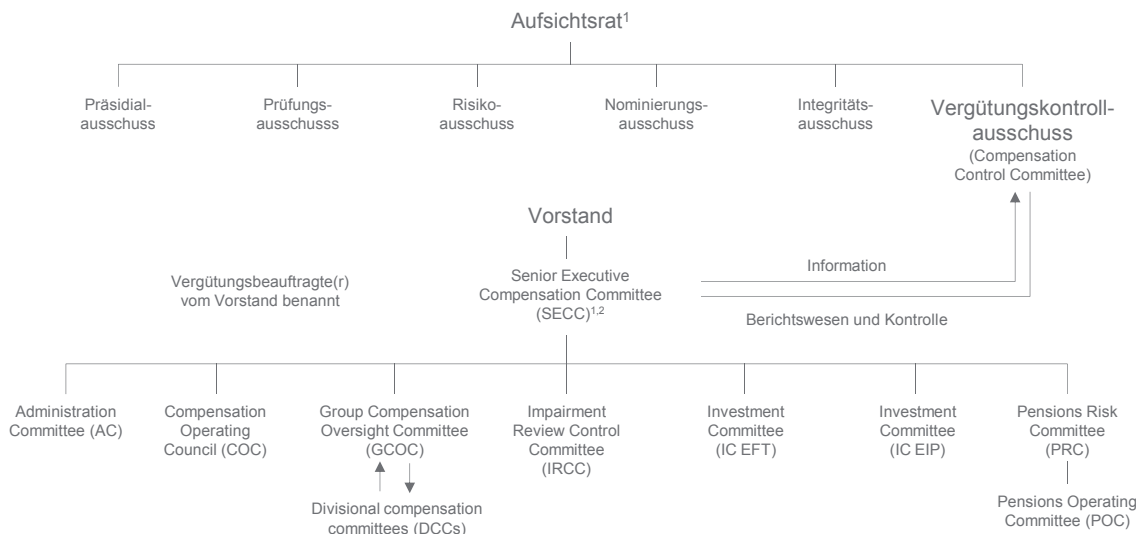 Aufsichtsrat1
Präsidial-
ausschuss
Prüfungs-
ausschusss
Risiko-
ausschuss
Nominierungs-
ausschuss
Integritäts-
ausschuss
Vergütungskontroll-
ausschuss
(Compensation
Control Committee)
Vorstand
Vergütungsbeauftragte(r)
vom Vorstand benannt
Senior Executive
Compensation Committee
(SECC)1,2
Information
Berichtswesen und Kontrolle
Administration
Committee (AC)
Compensation
Operating
Council (COC)
Group Compensation
Oversight Committee
(GCOC)
Impairment
Review Control
Committee
(IRCC)
Investment
Committee
(IC EFT)
Investment
Committee
(IC EIP)
Pensions Risk
Committee
(PRC)
Divisional compensation
committees (DCCs)
Pensions Operating
Committee (POC)